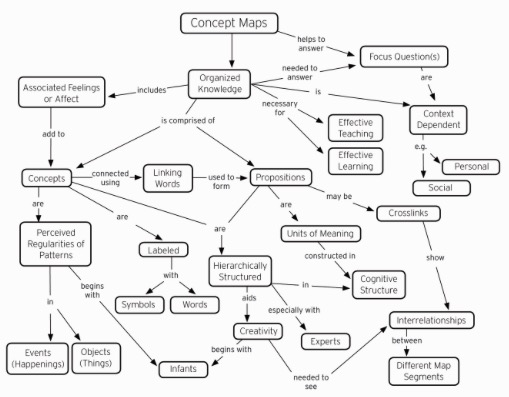 Concept Maps
helps to
answer
Focus Question(s)
needed to
answer
Organized
Knowledge
are
Associated Feelings
or Affect
includes
is
necessary
for
Context
Dependent
is comprised of
Effective
Teaching
add to
e.g.
Effective
Learning
Personal
Concepts
connected
using
Linking
Words
used to
form
Propositions
Social
are
may be
are
Crosslinks
are
are
Units of Meaning
Perceived
Regularities of
Patterns
Labeled
show
constructed in
Hierarchically
Structured
with
Cognitive
Structure
in
begins
with
Symbols
Words
aids
especially with
in
Interrelationships
Creativity
Experts
between
Events
(Happenings)
Objects
(Things)
begins with
Infants
needed to
see
Different Map
Segments